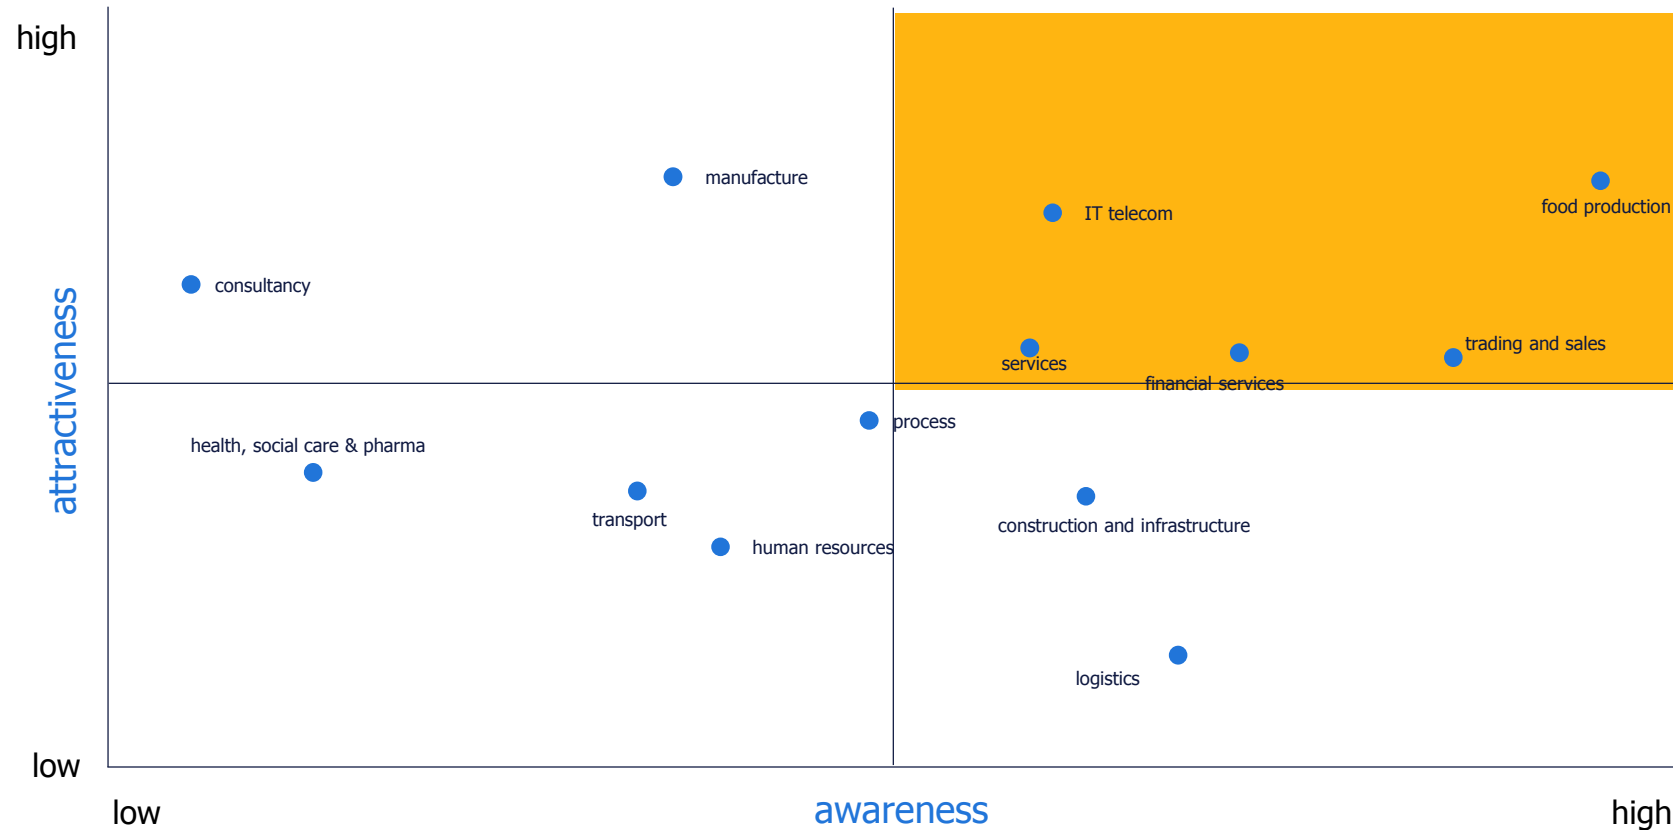 high
manufacture
IT telecom
food production
consultancy
attractiveness
trading and sales
services
financial services
process
health, social care & pharma
transport
construction and infrastructure
human resources
logistics
low
low
awareness
high